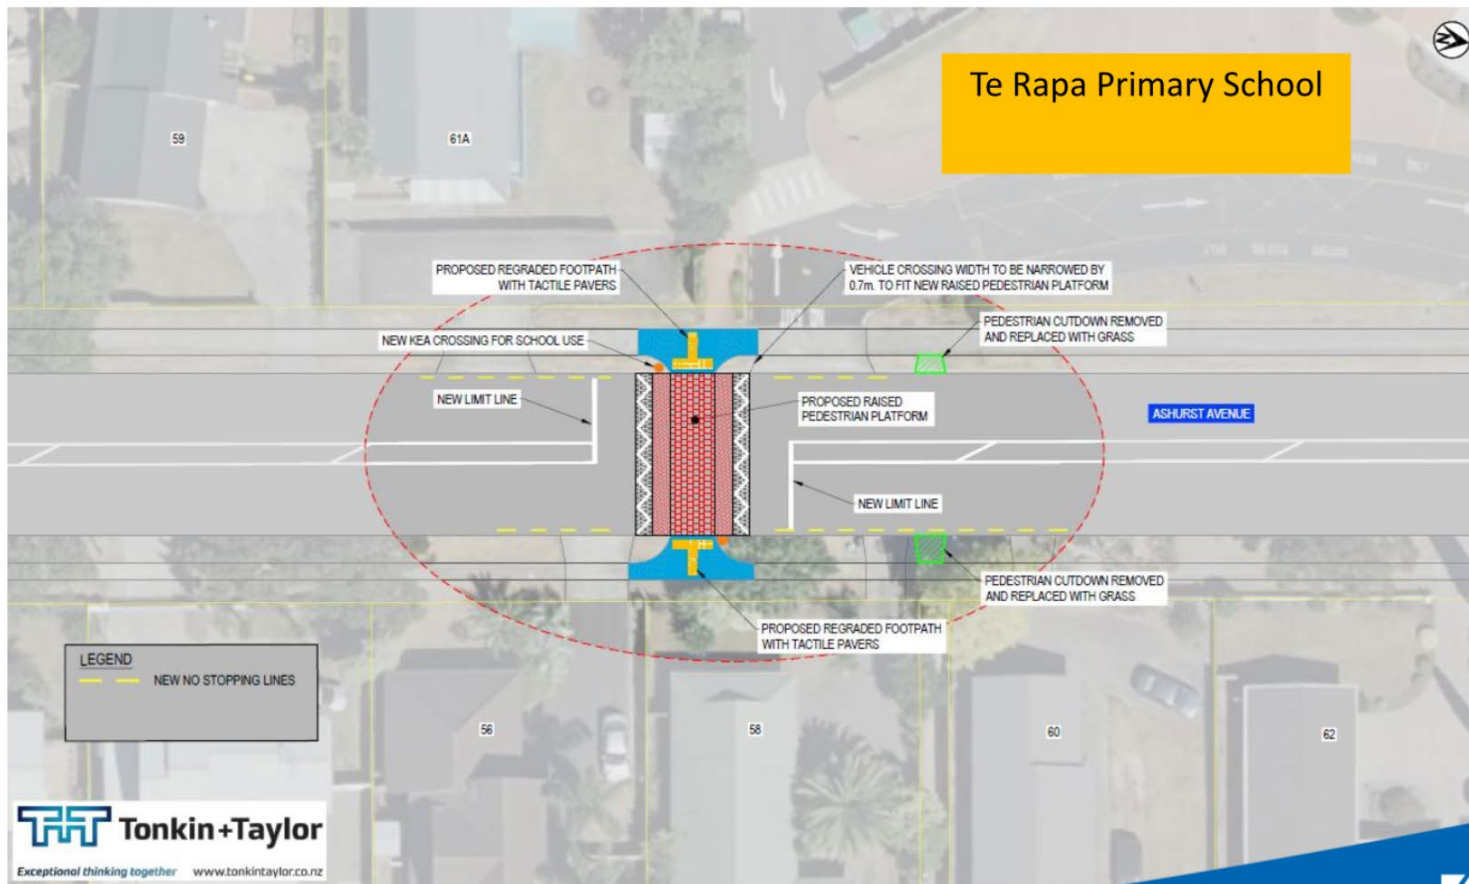 Te Rapa Primary School
59
61A
PROPOSED REGRADED FOOTPATH
WITH TACTILE PAVERS
VEHICLE CROSSING WIDTH TO BE NARROWED BY
0.7m. TO FIT NEW RAISED PEDESTRIAN PLATFORM
PEDESTRIAN CUTDOWN REMOVED
AND REPLACED WITH GRASS
NEW KEA CROSSING FOR SCHOOL USE
NEW LIMIT LINE
PROPOSED RAISED
PEDESTRIAN PLATFORM
ASHURST AVENUE
NEW LIMIT LINE
PEDESTRIAN CUTDOWN REMOVED
AND REPLACED WITH GRASS
PROPOSED REGRADED FOOTPATH
WITH TACTILE PAVERS
LEGEND
NEW NO STOPPING LINES
56
58
60
62
Tonkin+Taylor
Exceptional thinking together www.tonkintaylor.co.nz